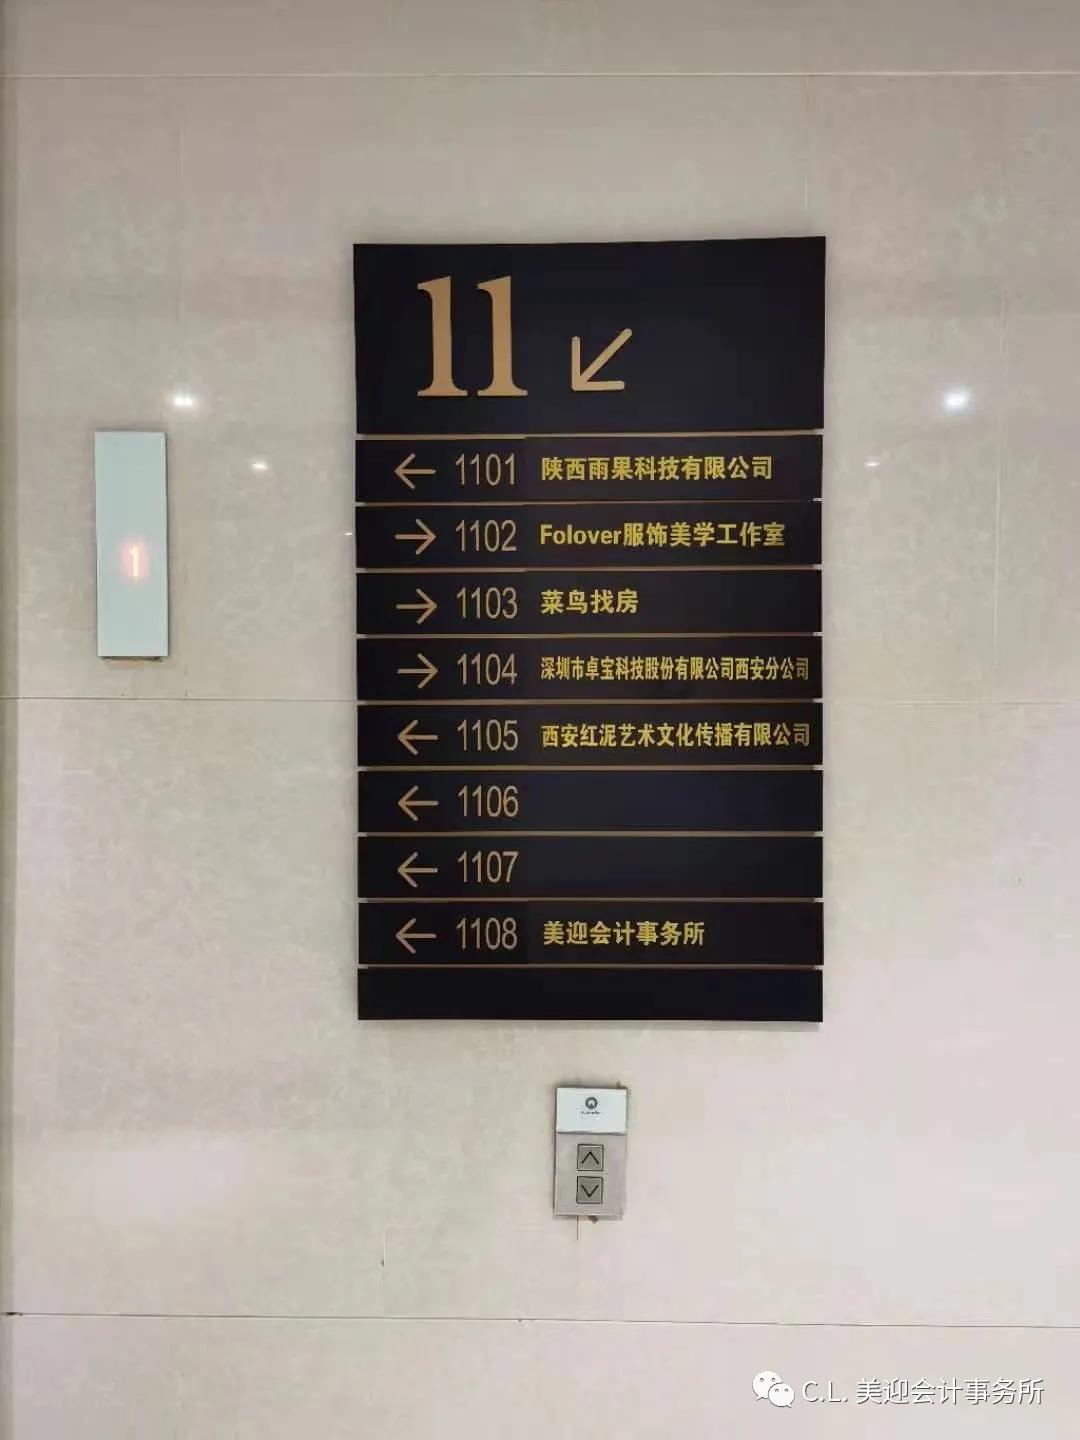 11 ↙
← 1101 陕西雨果科技有限公司
→ 1102 Folover服饰美学工作室
→ 1103 菜鸟找房
→ 1104 深圳市卓宝科技股份有限公司西安分公司
← 1105 西安红泥艺术文化传播有限公司
← 1106
← 1107
← 1108 美迎会计事务所
1
C.L. 美迎会计事务所